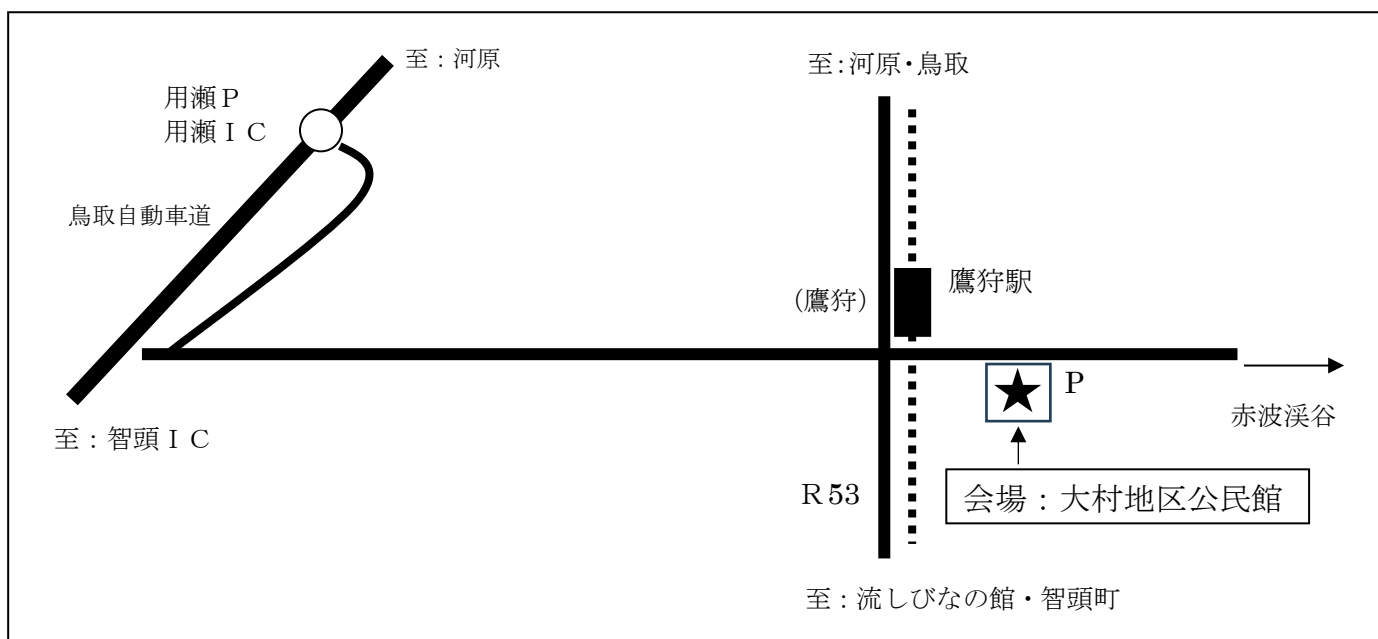 至：河原
用瀬Ｐ
用瀬ＩＣ
鳥取自動車道
至：智頭ＩＣ
至：河原・鳥取
(鷹狩)
鷹狩駅
Ｐ
赤波渓谷
Ｒ53
会場：大村地区公民館
至：流しびなの館・智頭町